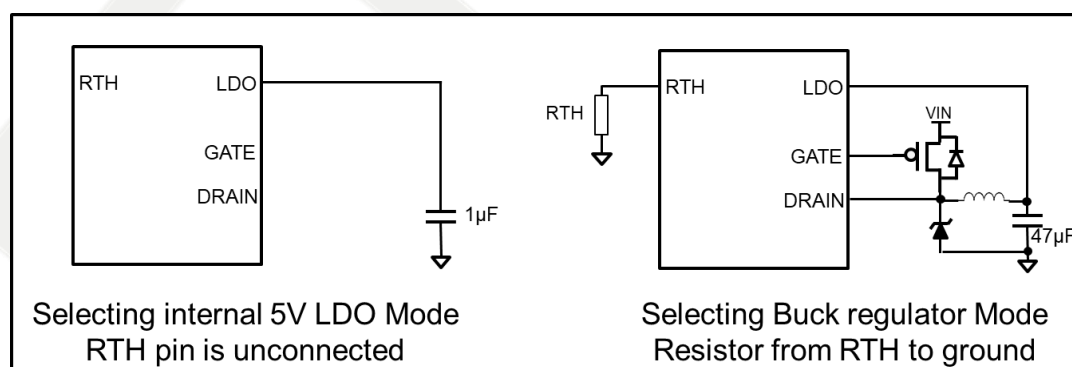 RTH
LDO
GATE
DRAIN
1µF
Selecting internal 5V LDO Mode
RTH pin is unconnected
RTH
RTH
LDO
VIN
GATE
DRAIN
47µF
Selecting Buck regulator Mode
Resistor from RTH to ground